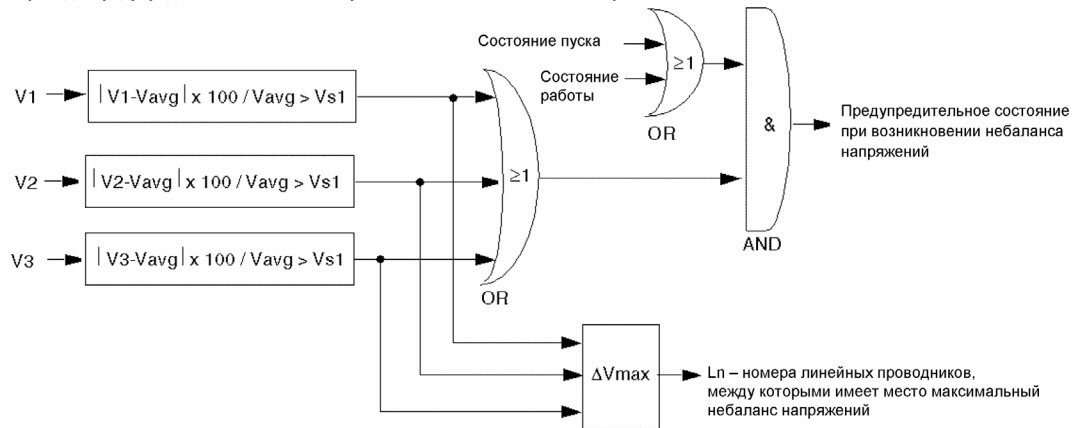 Состояние пуска
≥1
Состояние
работы
OR
V1
| V1-Vavg | x 100 / Vavg > Vs1
&
Предупредительное состояние
при возникновении небаланса
напряжений
V2
| V2-Vavg | x 100 / Vavg > Vs1
≥1
V3
| V3-Vavg | x 100 / Vavg > Vs1
AND
OR
ΔVmax
Ln – номера линейных проводников,
между которыми имеет место максимальный
небаланс напряжений